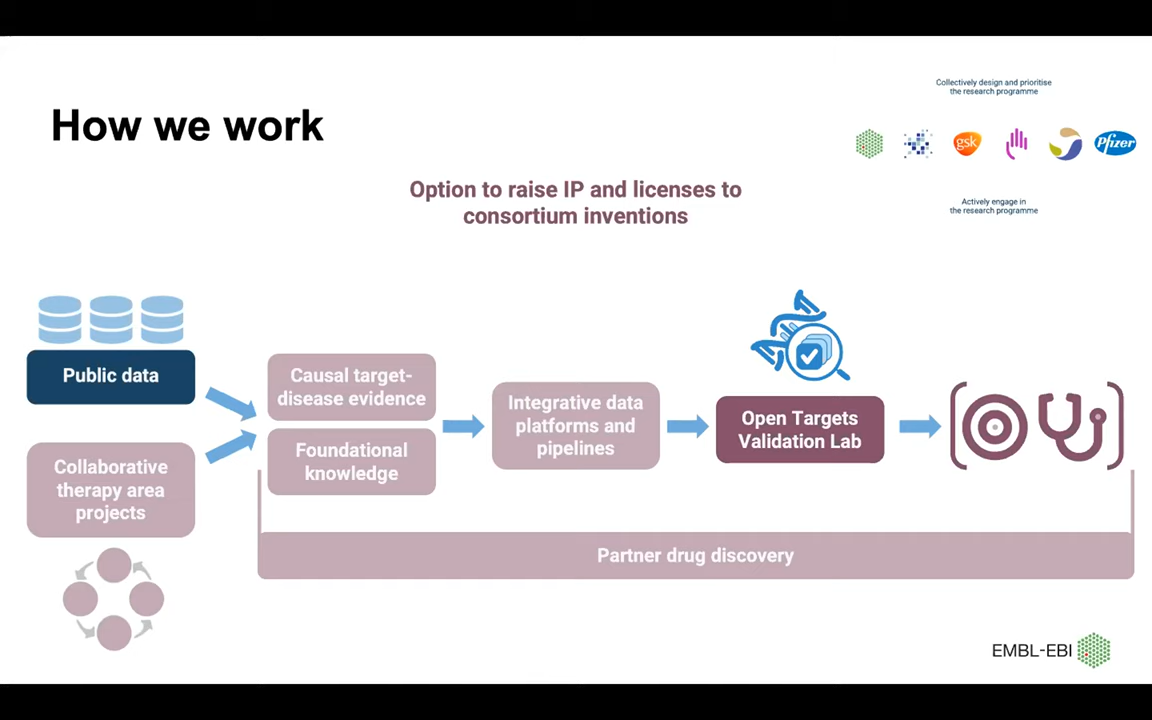 Collectively design and prioritise
the research programme
How we work
gsk
Pfizer
Option to raise IP and licenses to
consortium inventions
Actively engage in
the research programme
Public data
Collaborative
therapy area
projects
Causal target-
disease evidence
Foundational
knowledge
Integrative data
platforms and
pipelines
Open Targets
Validation Lab
Partner drug discovery
EMBL-EBI